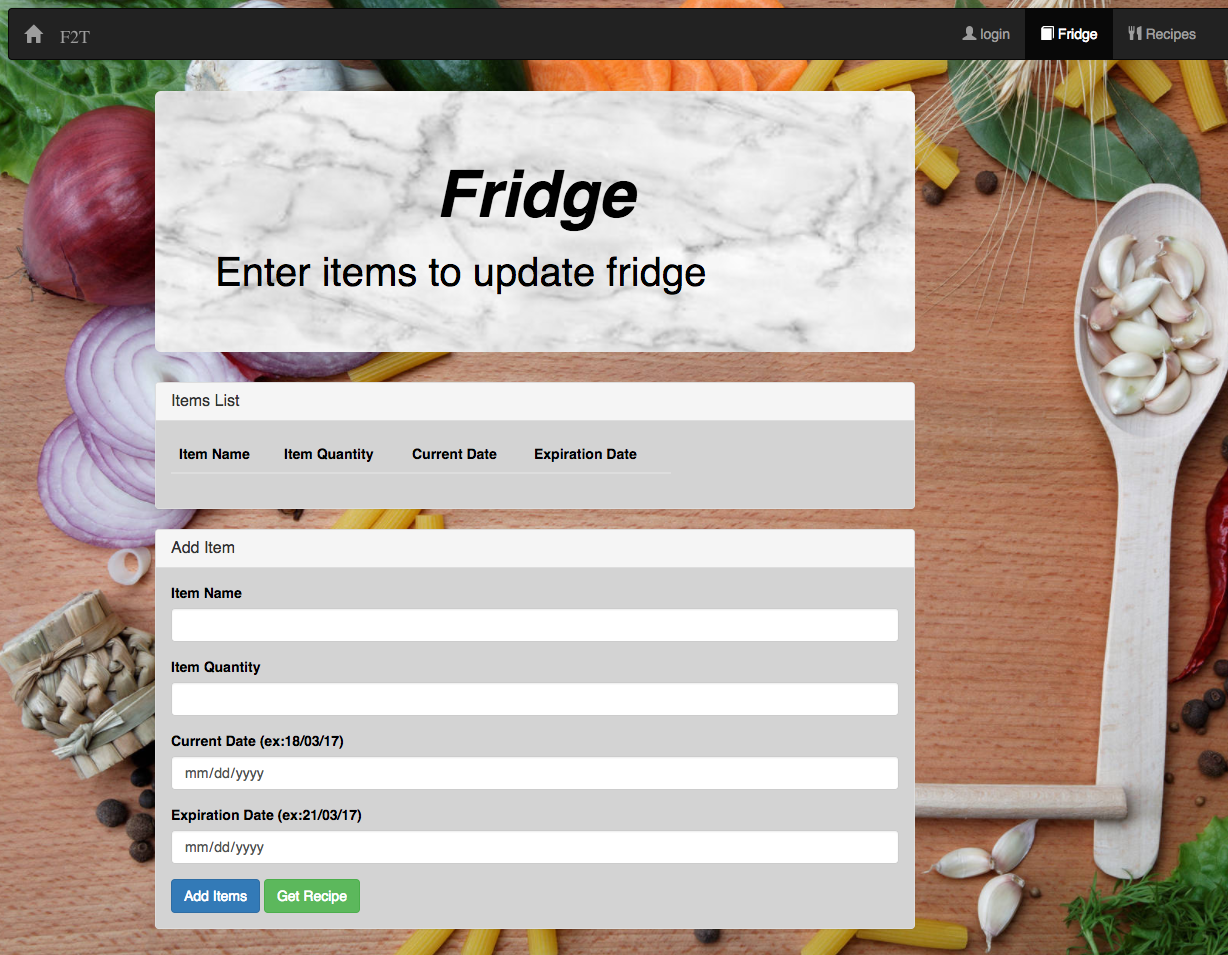 F2T login Fridge Recipes
Fridge
Enter items to update fridge
Items List
Item Name Item Quantity Current Date Expiration Date
Add Item
Item Name
Item Quantity
Current Date (ex:18/03/17)
mm/dd/yyyy
Expiration Date (ex:21/03/17)
mm/dd/yyyy
Add Items Get Recipe